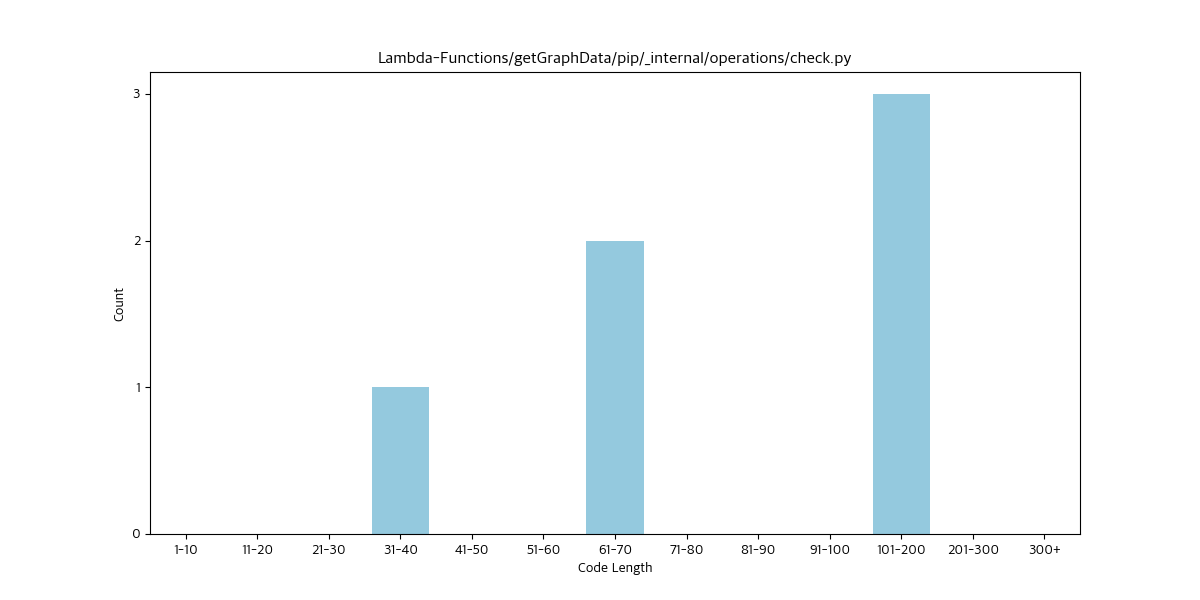 Lambda-Functions/getGraphData/pip/_internal/operations/check.py
3
2
1
0
Count
1-10 11-20 21-30 31-40 41-50 51-60 61-70 71-80 81-90 91-100 101-200 201-300 300+
Code Length